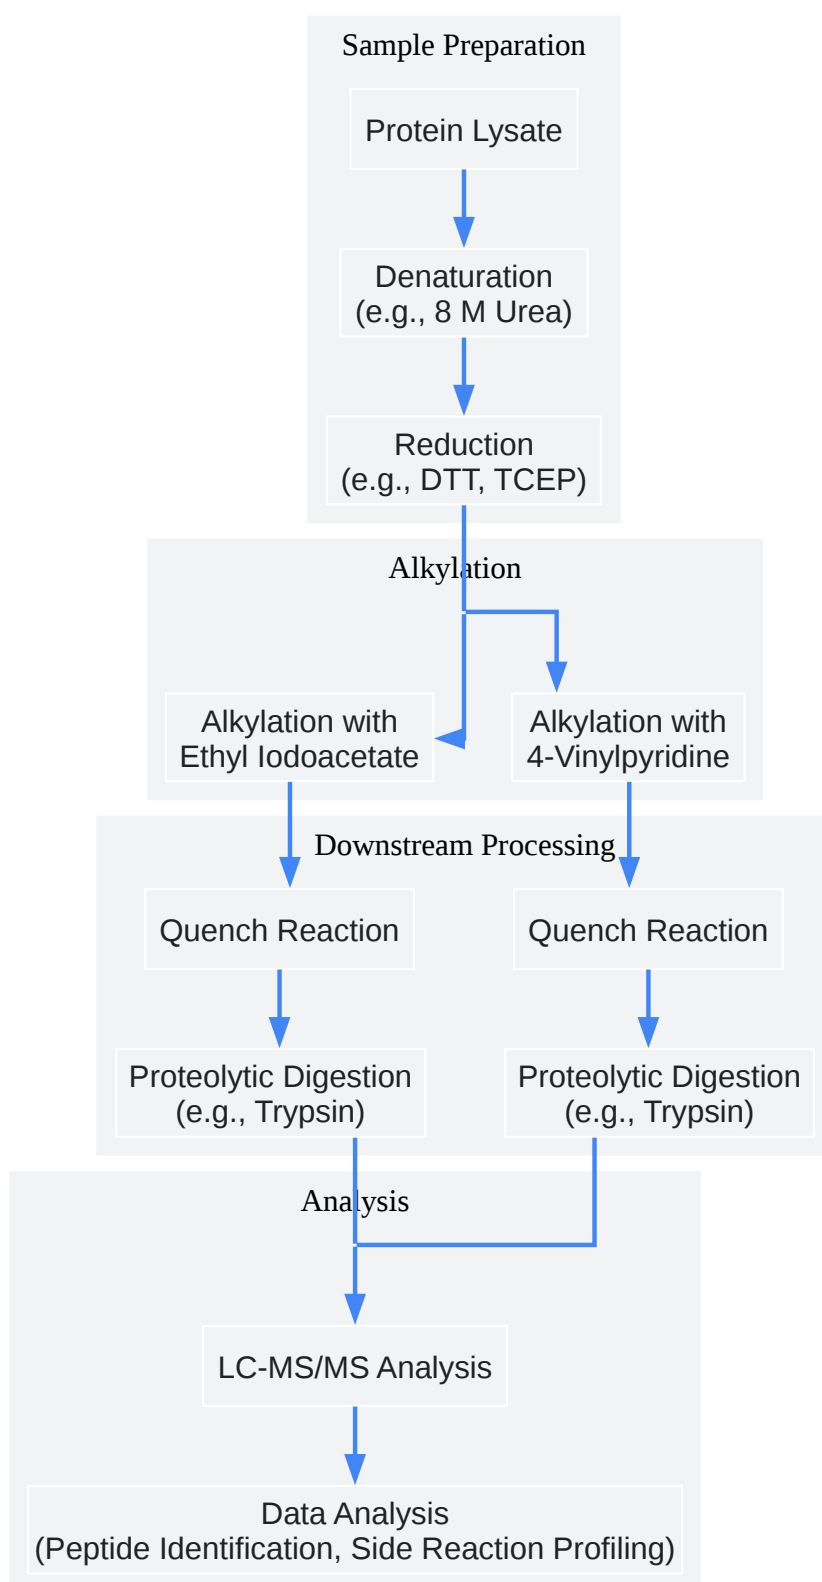 Sample Preparation
Protein Lysate
Denaturation
(e.g., 8 M Urea)
Reduction
(e.g., DTT, TCEP)
Alkylation
Alkylation with
Ethyl Iodoacetate
Alkylation with
4-Vinylpyridine
Downstream Processing
Quench Reaction
Quench Reaction
Proteolytic Digestion
(e.g., Trypsin)
Proteolytic Digestion
(e.g., Trypsin)
Analysis
LC-MS/MS Analysis
Data Analysis
(Peptide Identification, Side Reaction Profiling)